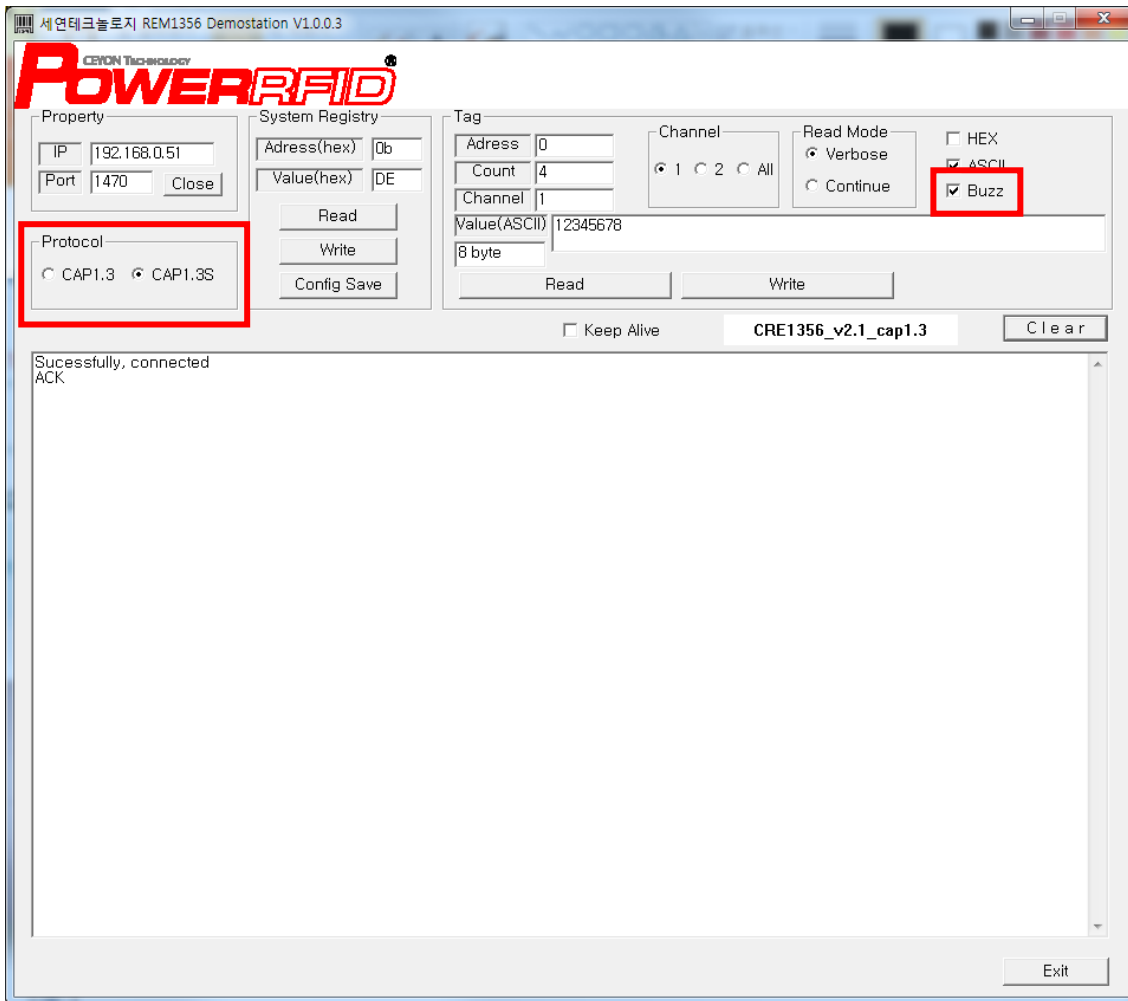 세연테크놀로지 REM1356 Demostation V1.0.0.3
CEYON TECHNOLOGY
POWERRFID®
Property
IP 192.168.0.51
Port 1470 Close
Protocol
CAP1.3 CAP1.3S
System Registry
Adress(hex) 0b
Value(hex) DE
Read
Write
Config Save
Tag
Adress 0
Count 4
Channel 1
Channel
1 2 All
Read Mode
Verbose
Continue
HEX
ASCII
Buzz
Value(ASCII) 12345678
8 byte
Read Write
Keep Alive CRE1356_v2.1_cap1.3 Clear
Sucessfully, connected
ACK
Exit